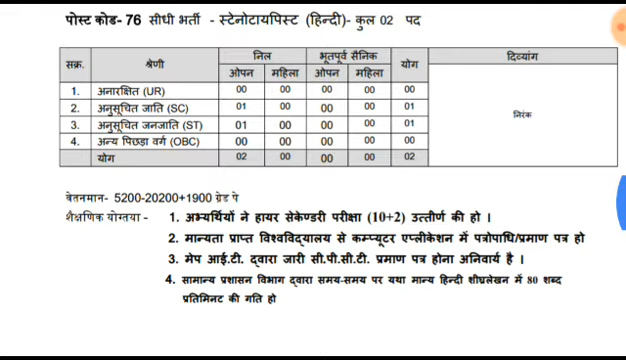 पोस्ट कोड- 76 सीधी भर्ती - स्टेनोटायपिस्ट (हिन्दी)- कुल 02 पद
सक्र. श्रेणी निल भूतपूर्व सैनिक योग दिव्यांग
ओपन महिला ओपन महिला
1. अनारक्षित (UR) 00 00 00 00 00
2. अनुसूचित जाति (SC) 01 00 00 00 01
3. अनुसूचित जनजाति (ST) 01 00 00 00 01
4. अन्य पिछड़ा वर्ग (OBC) 00 00 00 00 00
योग 02 00 00 00 02
निरंक
वेतनमान- 5200-20200+1900 ग्रेड पे
शैक्षणिक योग्तया - 1. अभ्यर्थियों ने हायर सेकेण्डरी परीक्षा (10+2) उत्तीर्ण की हो ।
2. मान्यता प्राप्त विश्वविद्यालय से कम्प्यूटर एप्लीकेशन में पत्रोपाधि/प्रमाण पत्र हो
3. मेप आई.टी. द्वारा जारी सी.पी.सी.टी. प्रमाण पत्र होना अनिवार्य है ।
4. सामान्य प्रशासन विभाग द्वारा समय-समय पर यथा मान्य हिन्दी शीघ्रलेखन में 80 शब्द
प्रतिमिनट की गति हो